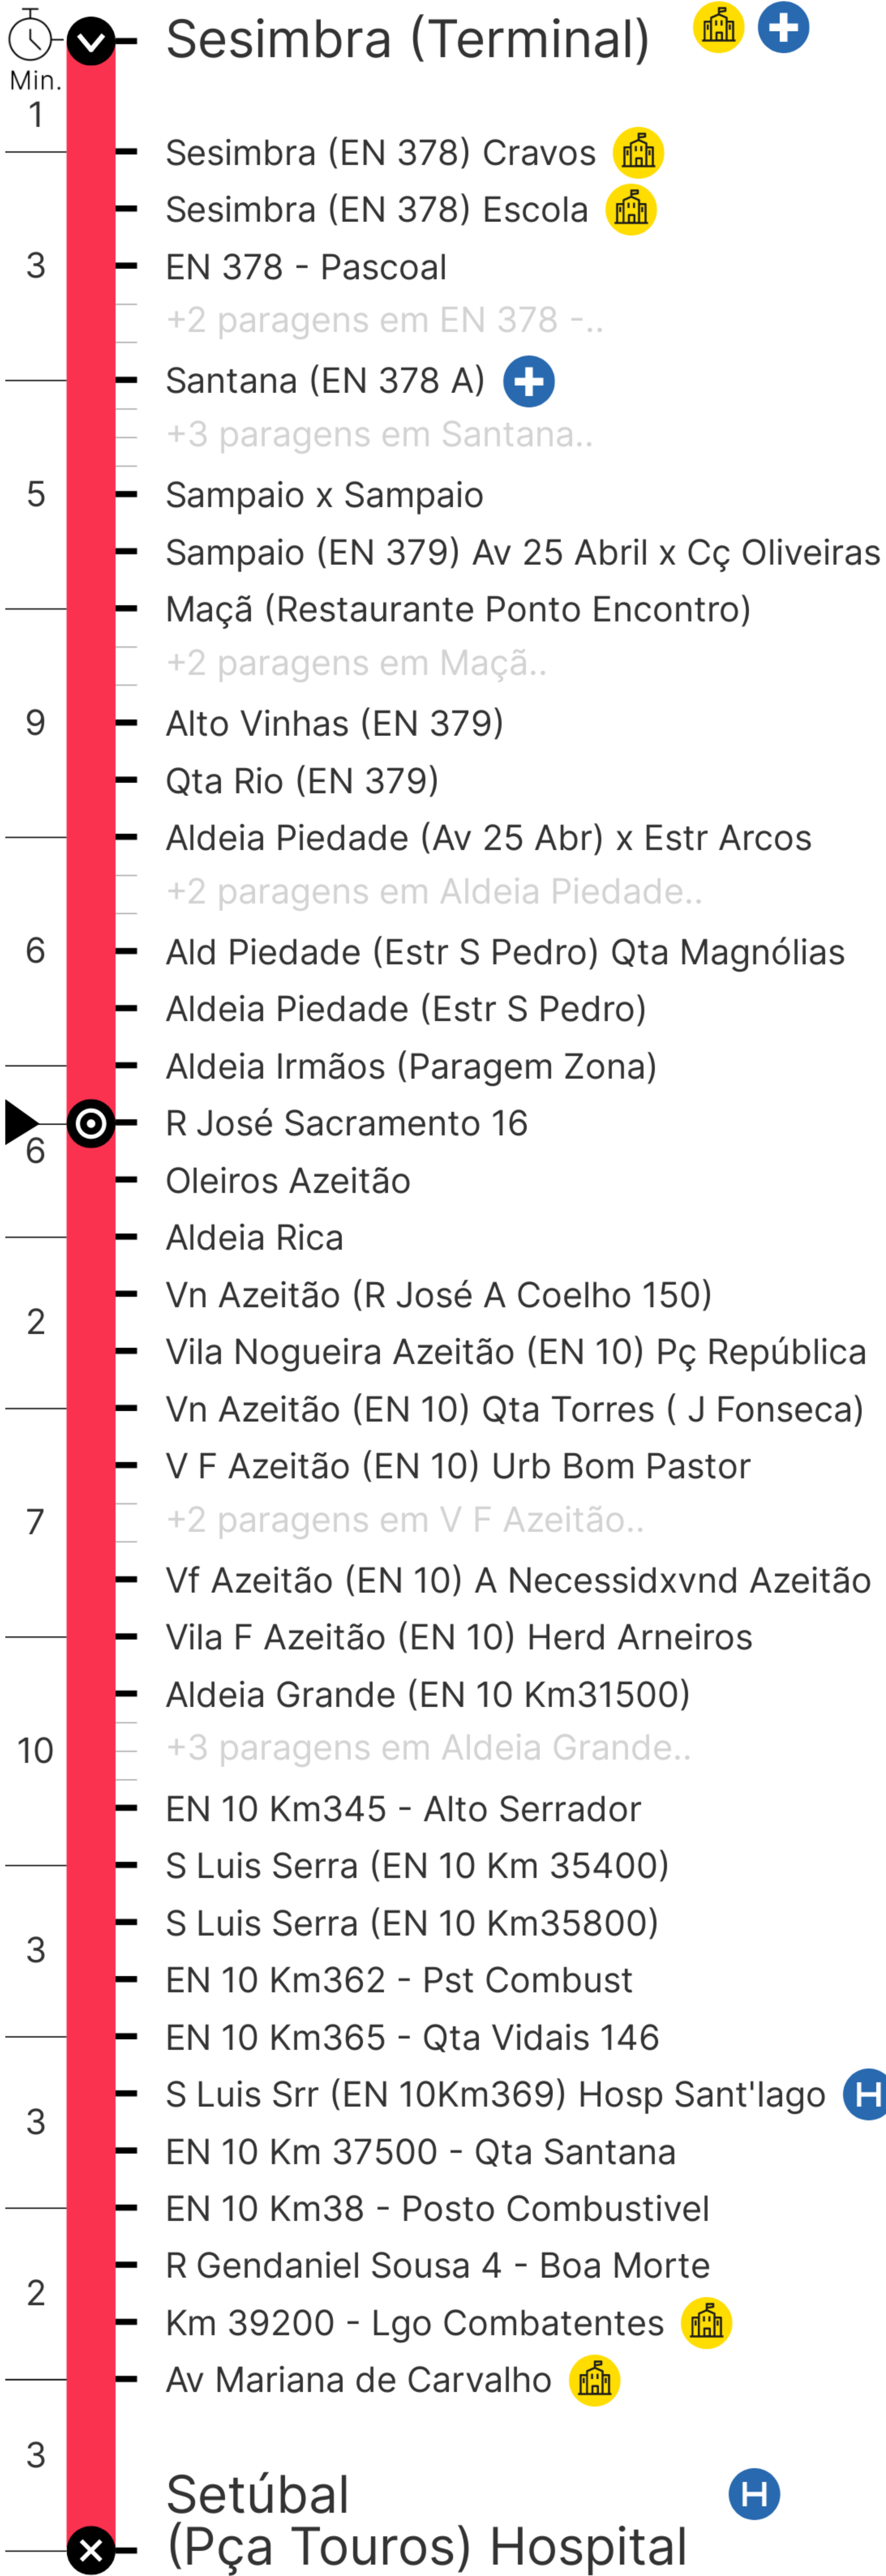 Sesimbra (Terminal)
Min.
1
Sesimbra (EN 378) Cravos
Sesimbra (EN 378) Escola
3
EN 378 - Pascoal
+2 paragens em EN 378 -..
Santana (EN 378 A)
+3 paragens em Santana..
5
Sampaio x Sampaio
Sampaio (EN 379) Av 25 Abril x Cç Oliveiras
Maçã (Restaurante Ponto Encontro)
+2 paragens em Maçã..
9
Alto Vinhas (EN 379)
Qta Rio (EN 379)
Aldeia Piedade (Av 25 Abr) x Estr Arcos
+2 paragens em Aldeia Piedade..
6
Ald Piedade (Estr S Pedro) Qta Magnólias
Aldeia Piedade (Estr S Pedro)
Aldeia Irmãos (Paragem Zona)
R José Sacramento 16
6
Oleiros Azeitão
Aldeia Rica
Vn Azeitão (R José A Coelho 150)
2
Vila Nogueira Azeitão (EN 10) Pç República
Vn Azeitão (EN 10) Qta Torres ( J Fonseca)
V F Azeitão (EN 10) Urb Bom Pastor
7
+2 paragens em V F Azeitão..
Vf Azeitão (EN 10) A Necessidxvnd Azeitão
Vila F Azeitão (EN 10) Herd Arneiros
Aldeia Grande (EN 10 Km31500)
10
+3 paragens em Aldeia Grande..
EN 10 Km345 - Alto Serrador
S Luis Serra (EN 10 Km 35400)
S Luis Serra (EN 10 Km35800)
3
EN 10 Km362 - Pst Combust
EN 10 Km365 - Qta Vidais 146
S Luis Srr (EN 10Km369) Hosp Sant'Iago H
3
EN 10 Km 37500 - Qta Santana
EN 10 Km38 - Posto Combustivel
R Gendaniel Sousa 4 - Boa Morte
2
Km 39200 - Lgo Combatentes
Av Mariana de Carvalho
3
Setúbal H
(Pça Touros) Hospital